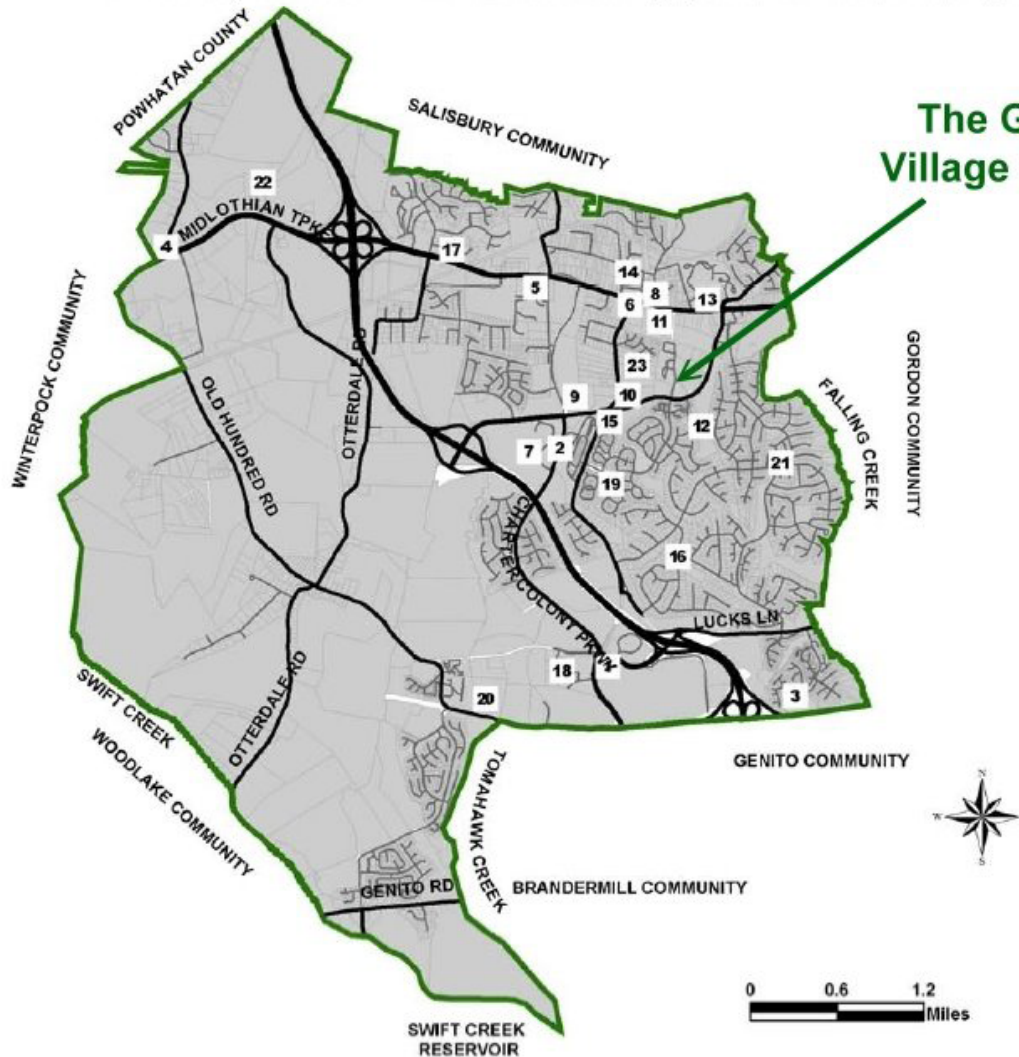 POWHATAN COUNTY
SALISBURY COMMUNITY
The G
Village
22
MIDLOTHIAN TPKE
4
17
14
5
8
13
6
11
WINTERPOCK COMMUNITY
GORDON COMMUNITY
OTTERDALE RD
23
OLD HUNDRED RD
10
9
15
12
FALLING CREEK
7
2
21
19
CHARTER COLONY PKWY
16
LUCKS LN
18
1
3
20
SWIFT CREEK
OTTERDALE RD
WOODLAKE COMMUNITY
TOMAHAWK CREEK
GENITO COMMUNITY
N
W
E
S
GENITO RD
BRANDERMILL COMMUNITY
0 0.6 1.2
Miles
SWIFT CREEK
RESERVOIR